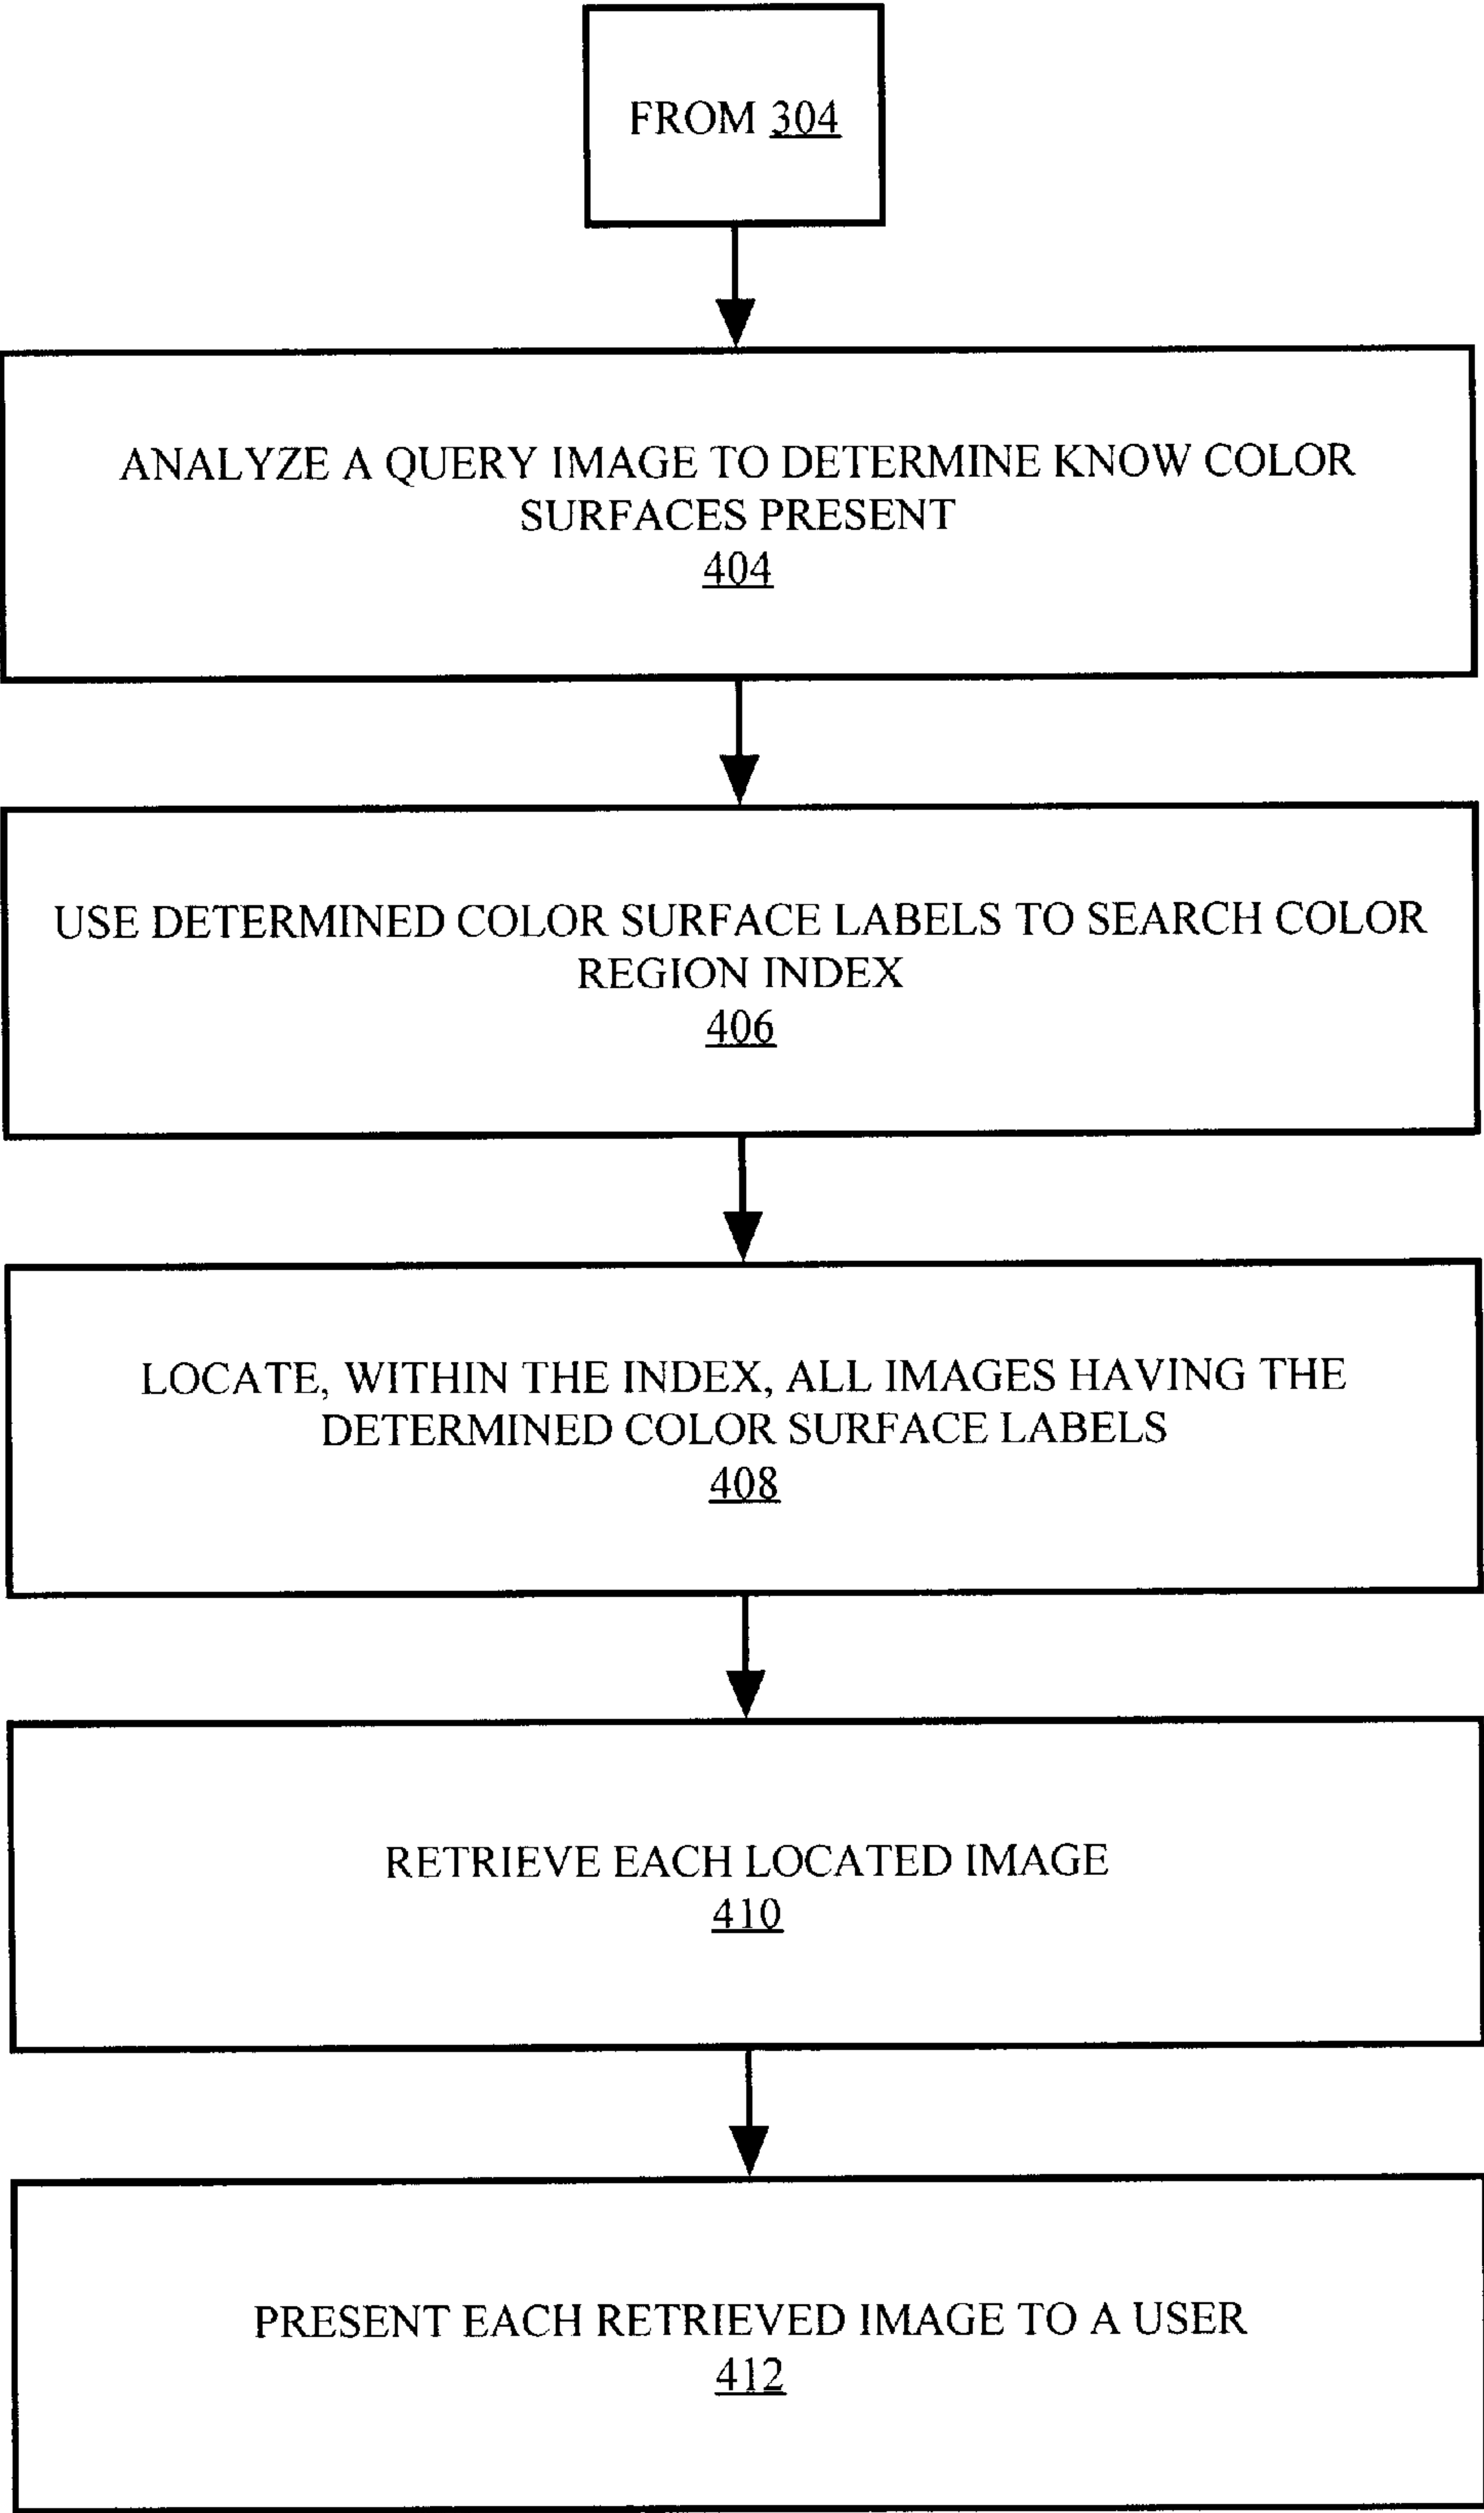 FROM 304
ANALYZE A QUERY IMAGE TO DETERMINE KNOW COLOR
SURFACES PRESENT
404
USE DETERMINED COLOR SURFACE LABELS TO SEARCH COLOR
REGION INDEX
406
LOCATE, WITHIN THE INDEX, ALL IMAGES HAVING THE
DETERMINED COLOR SURFACE LABELS
408
RETRIEVE EACH LOCATED IMAGE
410
PRESENT EACH RETRIEVED IMAGE TO A USER
412